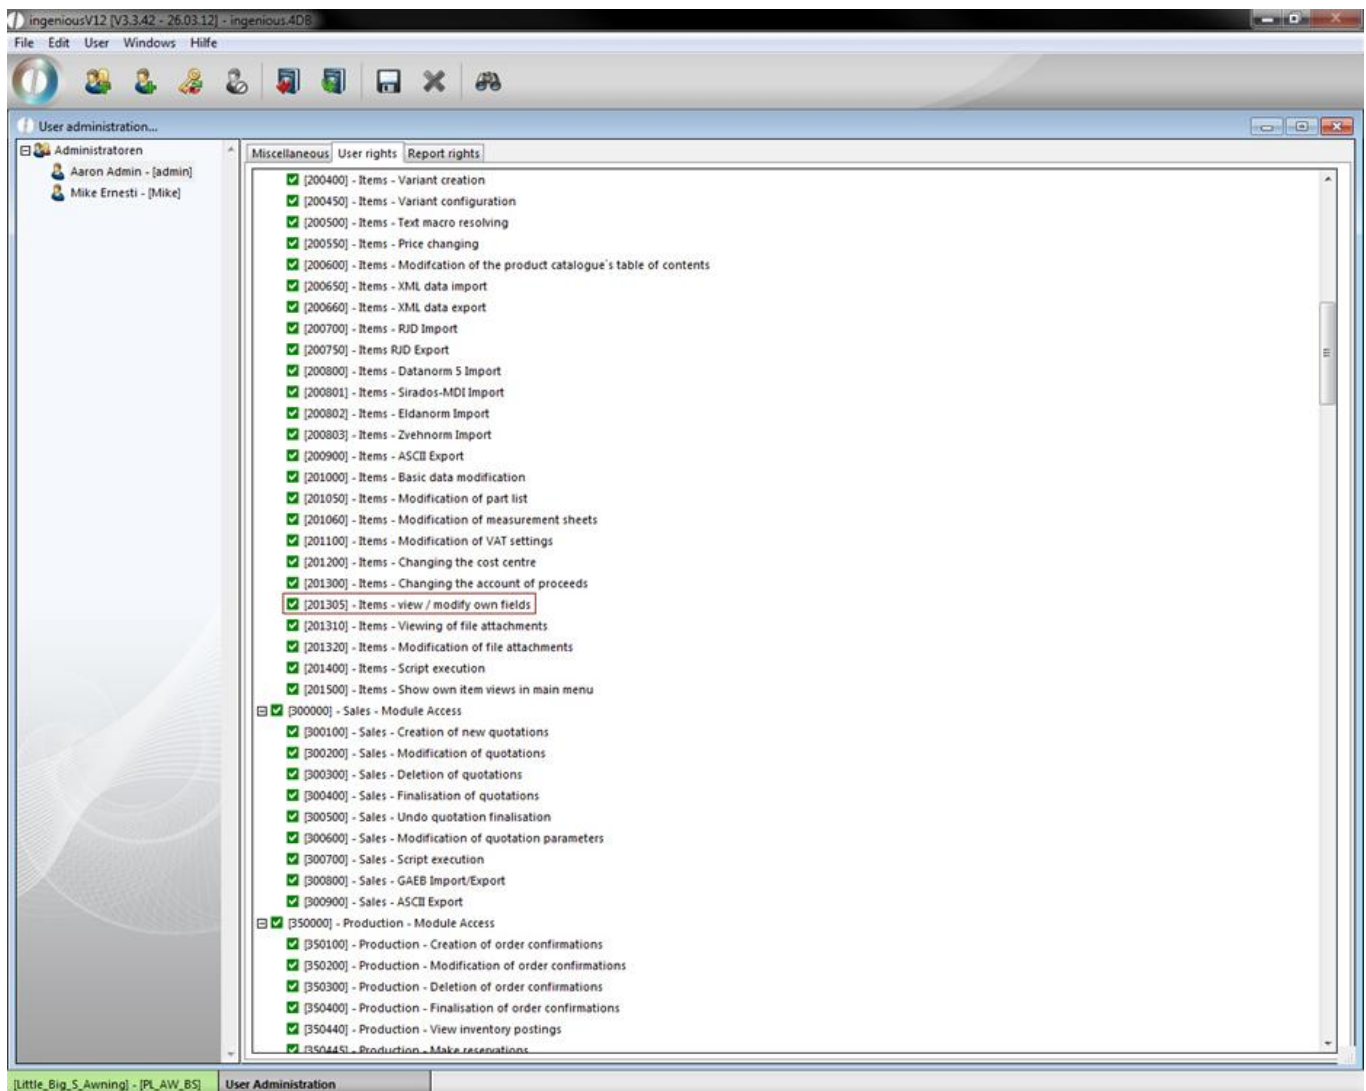 ingeniousV12 [V3.3.42 - 26.03.12] - ingenious.4DB
File Edit User Windows Hilfe
User administration...
Administratoren
Aaron Admin - [admin]
Mike Ernesti - [Mike]
Miscellaneous User rights Report rights
[200400] - Items - Variant creation
[200450] - Items - Variant configuration
[200500] - Items - Text macro resolving
[200550] - Items - Price changing
[200600] - Items - Modifcation of the product catalogue`s table of contents
[200650] - Items - XML data import
[200660] - Items - XML data export
[200700] - Items - RJD Import
[200750] - Items RJD Export
[200800] - Items - Datanorm 5 Import
[200801] - Items - Sirados-MDI Import
[200802] - Items - Eldanorm Import
[200803] - Items - Zvehnorm Import
[200900] - Items - ASCII Export
[201000] - Items - Basic data modification
[201050] - Items - Modification of part list
[201060] - Items - Modification of measurement sheets
[201100] - Items - Modification of VAT settings
[201200] - Items - Changing the cost centre
[201300] - Items - Changing the account of proceeds
[201305] - Items - view / modify own fields
[201310] - Items - Viewing of file attachments
[201320] - Items - Modification of file attachments
[201400] - Items - Script execution
[201500] - Items - Show own item views in main menu
[300000] - Sales - Module Access
[300100] - Sales - Creation of new quotations
[300200] - Sales - Modification of quotations
[300300] - Sales - Deletion of quotations
[300400] - Sales - Finalisation of quotations
[300500] - Sales - Undo quotation finalisation
[300600] - Sales - Modification of quotation parameters
[300700] - Sales - Script execution
[300800] - Sales - GAEB Import/Export
[300900] - Sales - ASCII Export
[350000] - Production - Module Access
[350100] - Production - Creation of order confirmations
[350200] - Production - Modification of order confirmations
[350300] - Production - Deletion of order confirmations
[350400] - Production - Finalisation of order confirmations
[350440] - Production - View inventory postings
[350445] - Production - Make reservations
[Little_Big_S_Awning] - [PL_AW_BS] User Administration